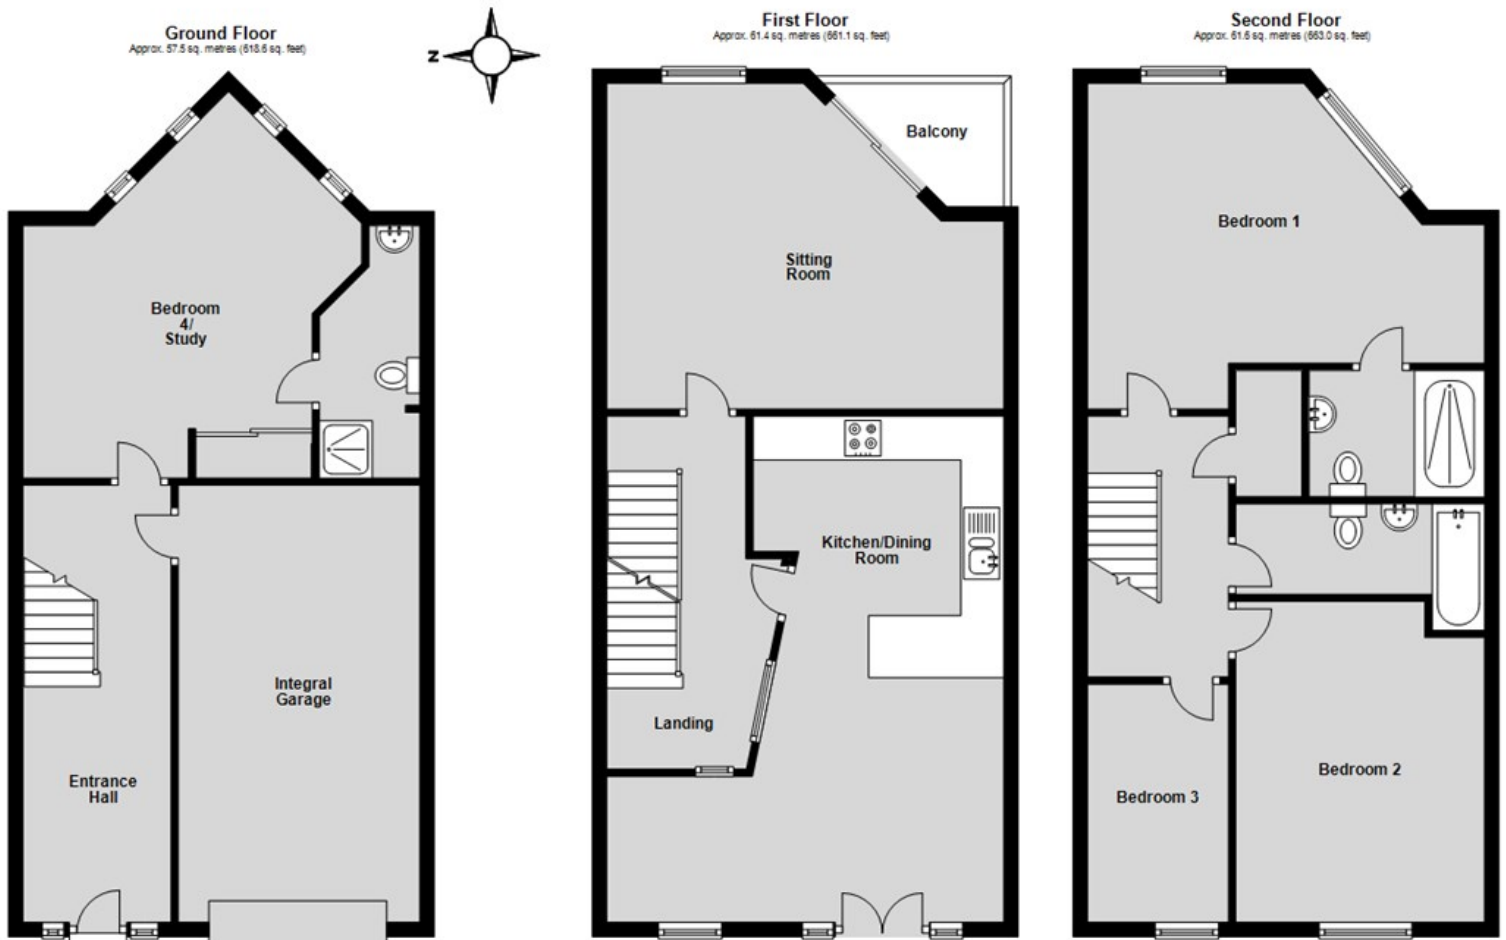 Ground Floor
Approx. 57.5 sq. metres (618.6 sq. feet)
First Floor
Approx. 61.4 sq. metres (661.1 sq. feet)
Second Floor
Approx. 61.6 sq. metres (663.0 sq. feet)
N
Bedroom
4/
Study
Integral
Garage
Entrance
Hall
Balcony
Sitting
Room
Kitchen/Dining
Room
Landing
Bedroom 1
Bedroom 2
Bedroom 3